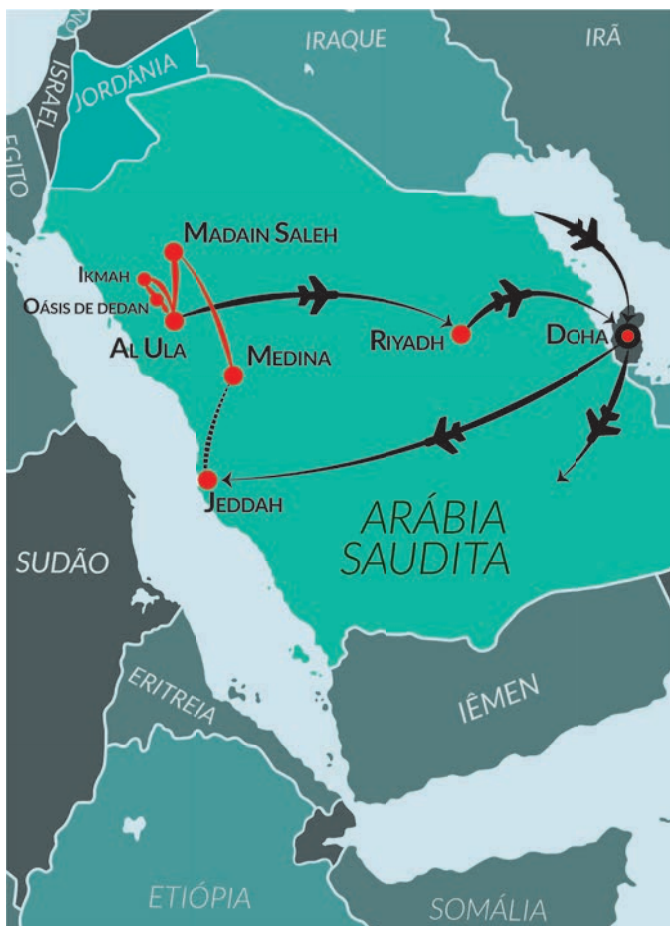 IRAQUE
IRÃ
ISRAEL
JORDÂNIA
EGITO
MADAIN SALEH
IKMAH
OÁSIS DE DEDAN
AL ULA
MEDINA
RIYADH
DOHA
JEDDAH
ARÁBIA
SAUDITA
SUDÃO
ERITREIA
IÊMEN
ETIÓPIA
SOMÁLIA